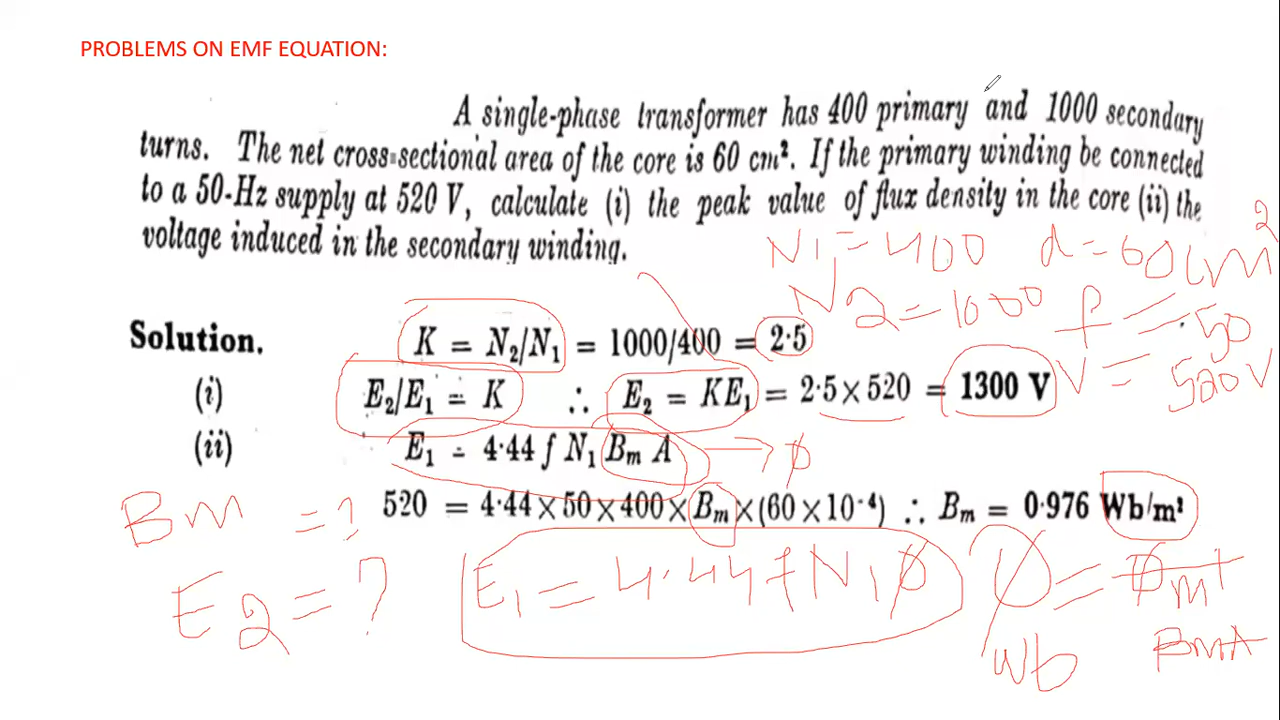 PROBLEMS ON EMF EQUATION:
A single-phase transformer has 400 primary and 1000 secondary
turns. The net cross-sectional area of the core is 60 cm². If the primary winding be connected
to a 50-Hz supply at 520 V, calculate (i) the peak value of flux density in the core (ii) the
voltage induced in the secondary winding.
N1 = 400 d = 60 cm²
N2 = 1000 f = 50
V = 520V
Solution. K = N₂/N₁ = 1000/400 = 2·5
(i) E₂/E₁ = K ∴ E₂ = KE₁ = 2·5 × 520 = 1300 V
(ii) E₁ = 4·44 f N₁ Bₘ A → φ
520 = 4·44 × 50 × 400 × Bₘ × (60 × 10⁻⁴) ∴ Bₘ = 0·976 Wb/m²
Bm = ?
E2 = ?
E₁ = 4.44 f N1 φ
φ = φm
Wb BmA